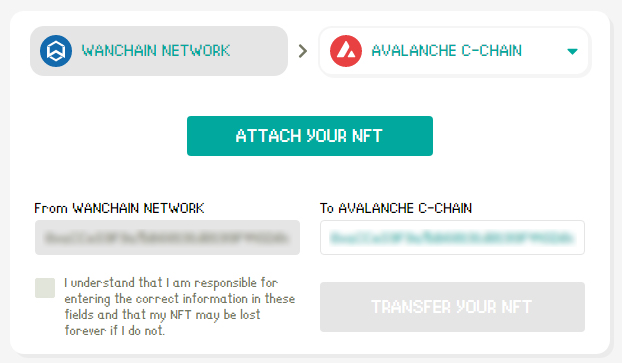 WANCHAIN NETWORK
AVALANCHE C-CHAIN
ATTACH YOUR NFT
From WANCHAIN NETWORK
To AVALANCHE C-CHAIN
I understand that I am responsible for
entering the correct information in these
fields and that my NFT may be lost
forever if I do not.
TRANSFER YOUR NFT